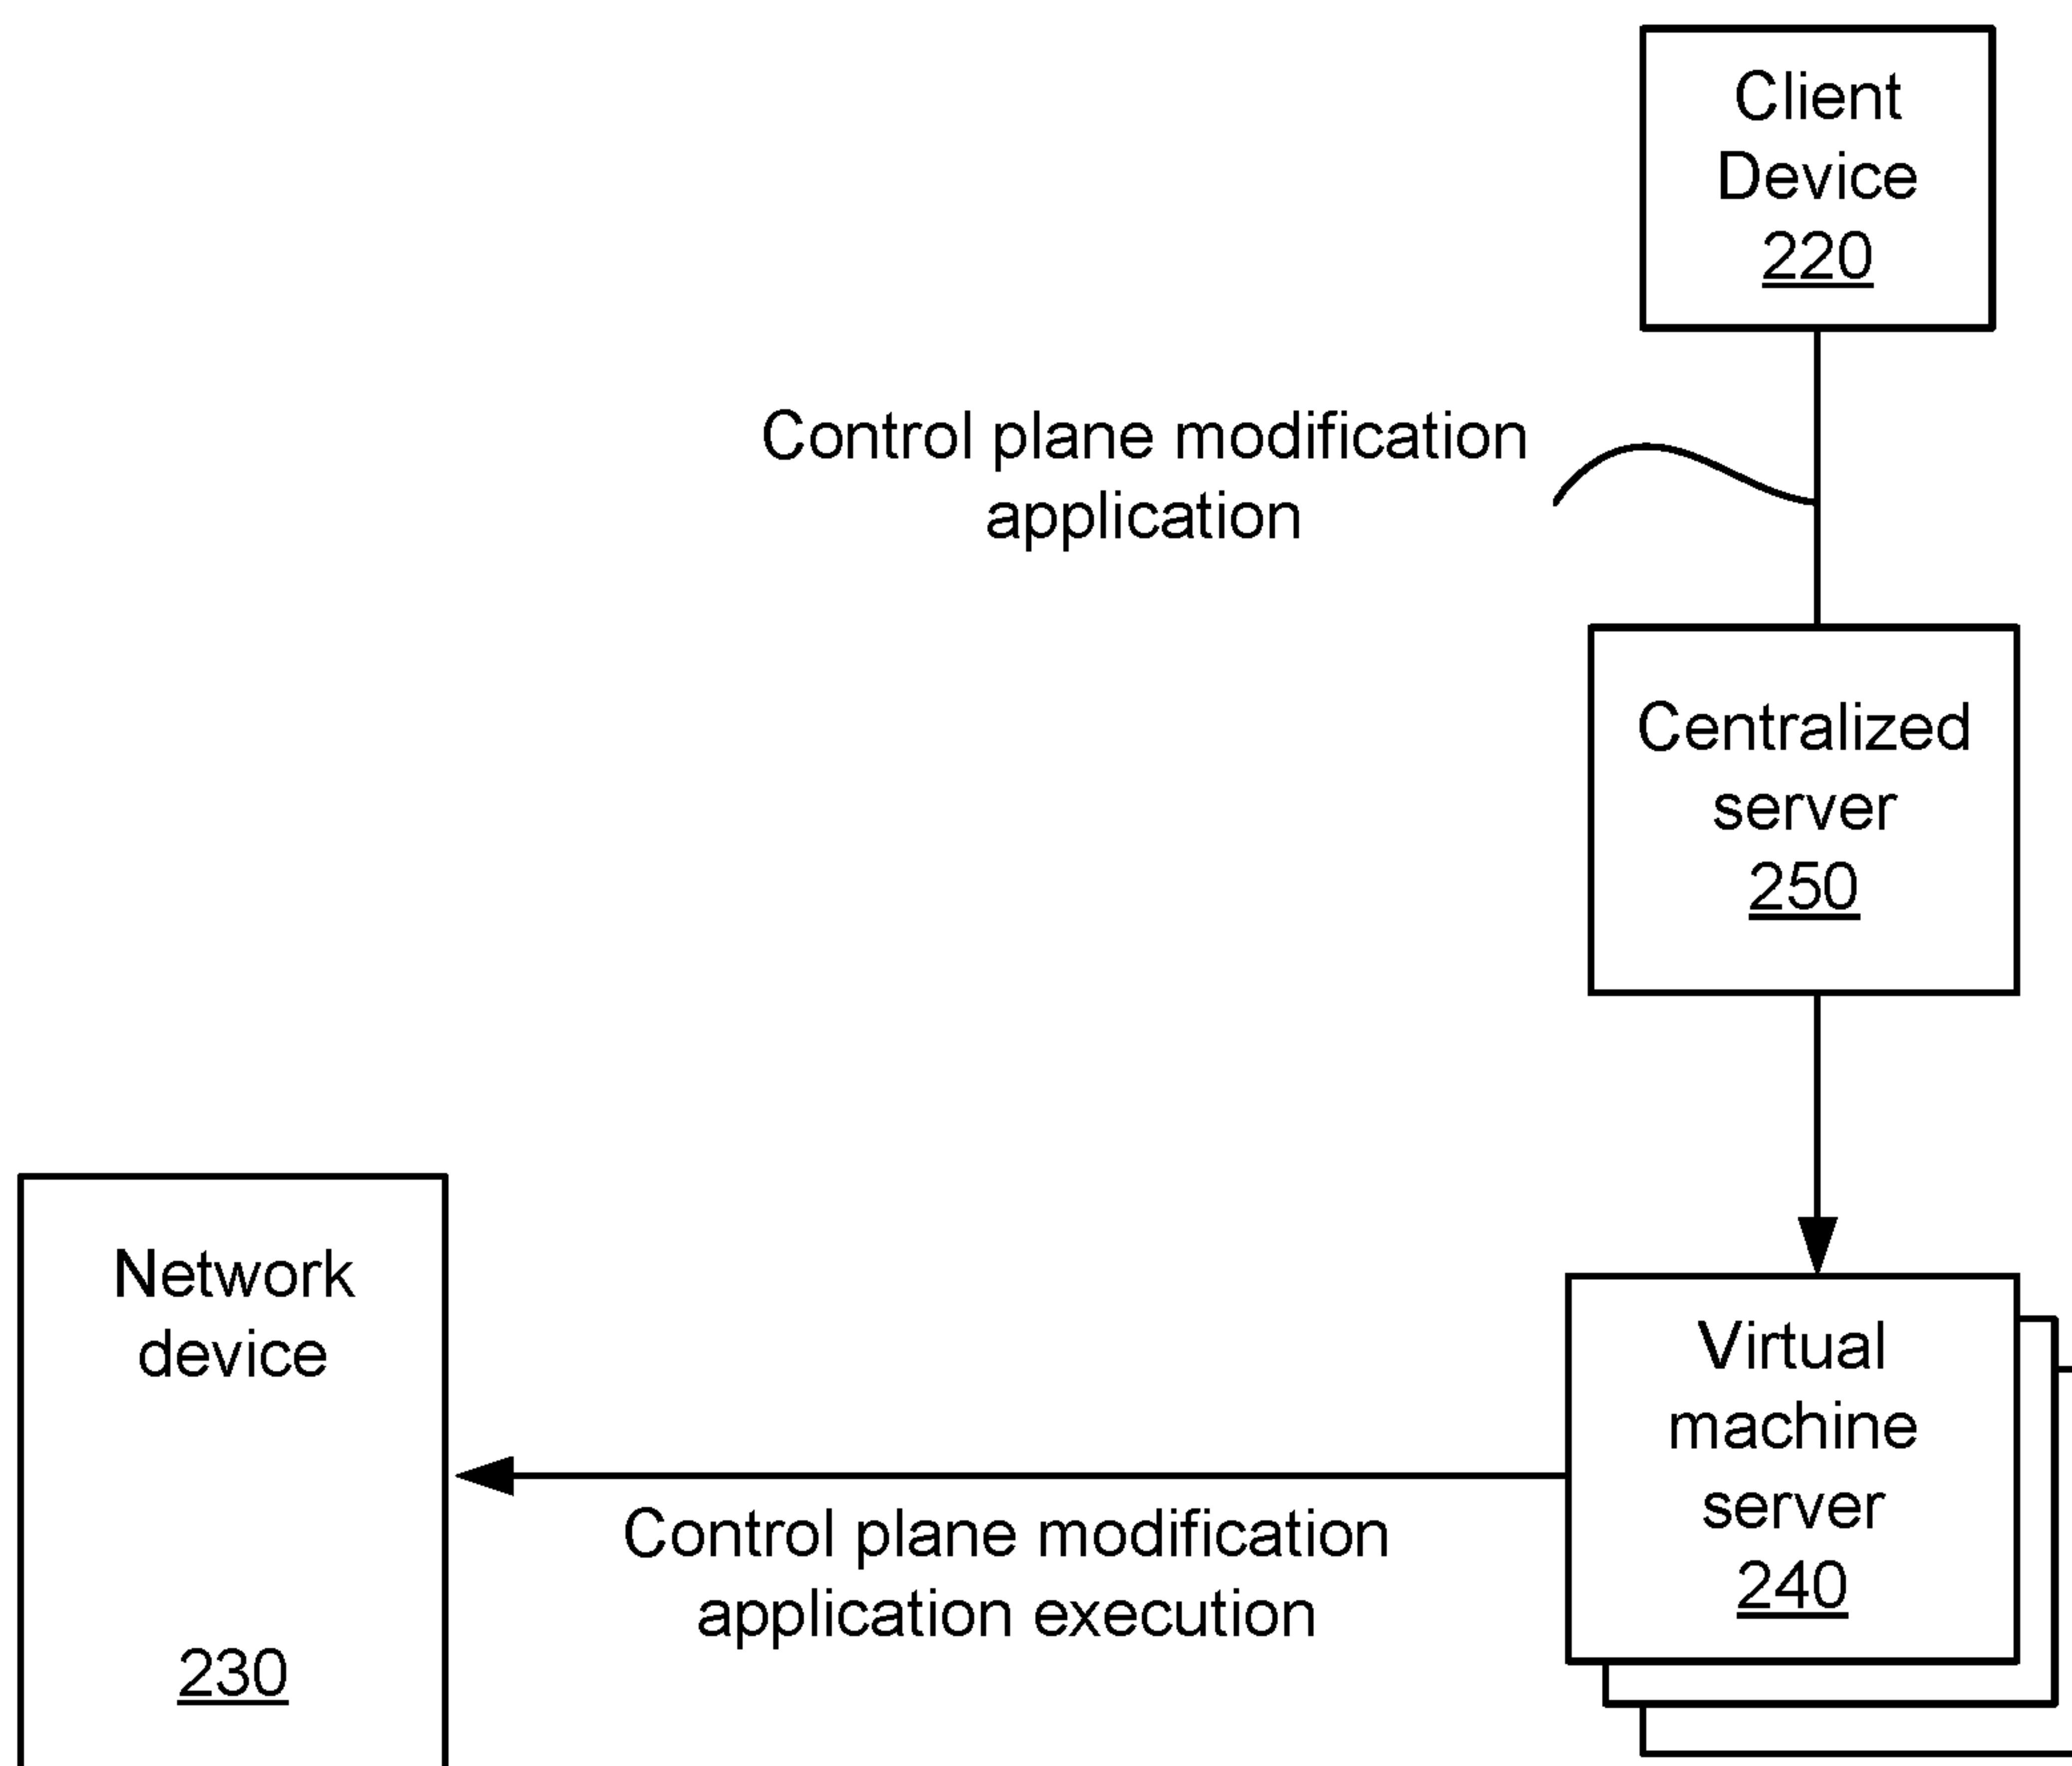 Client
Device
220
Control plane modification
application
Centralized
server
250
Network
device
230
Virtual
machine
server
240
Control plane modification
application execution